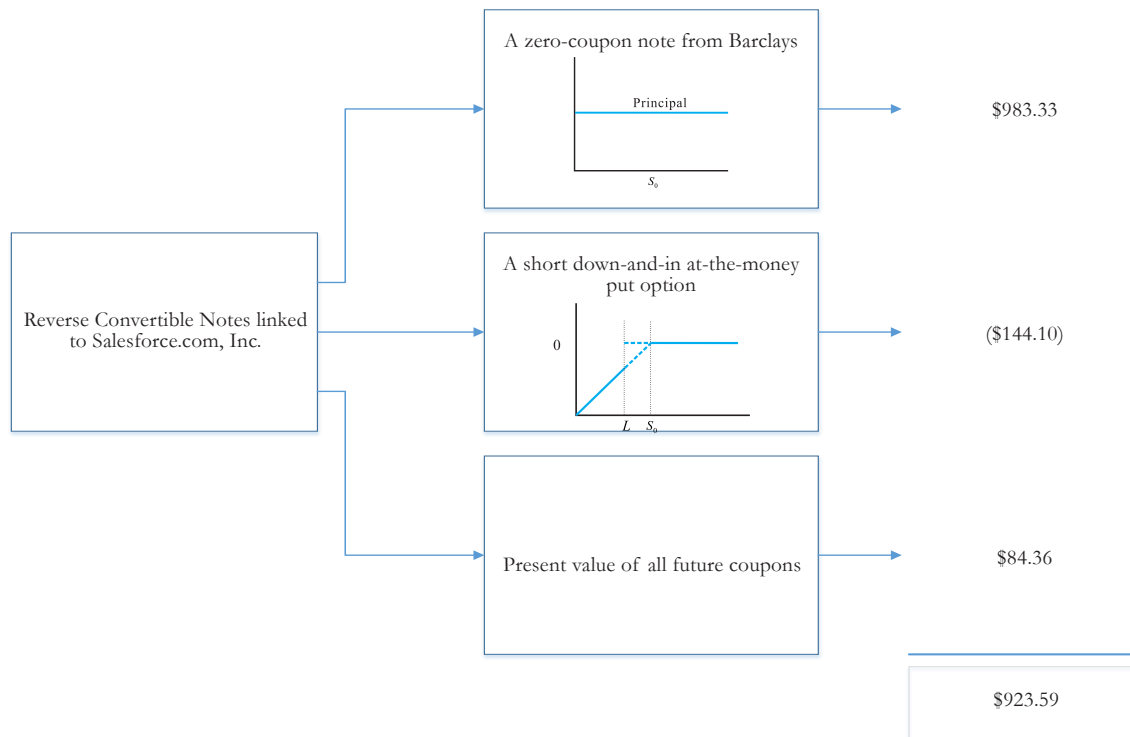 A zero-coupon note from Barclays
Principal
S₀
$983.33
Reverse Convertible Notes linked
to Salesforce.com, Inc.
A short down-and-in at-the-money
put option
0
L S₀
($144.10)
Present value of all future coupons
$84.36
$923.59